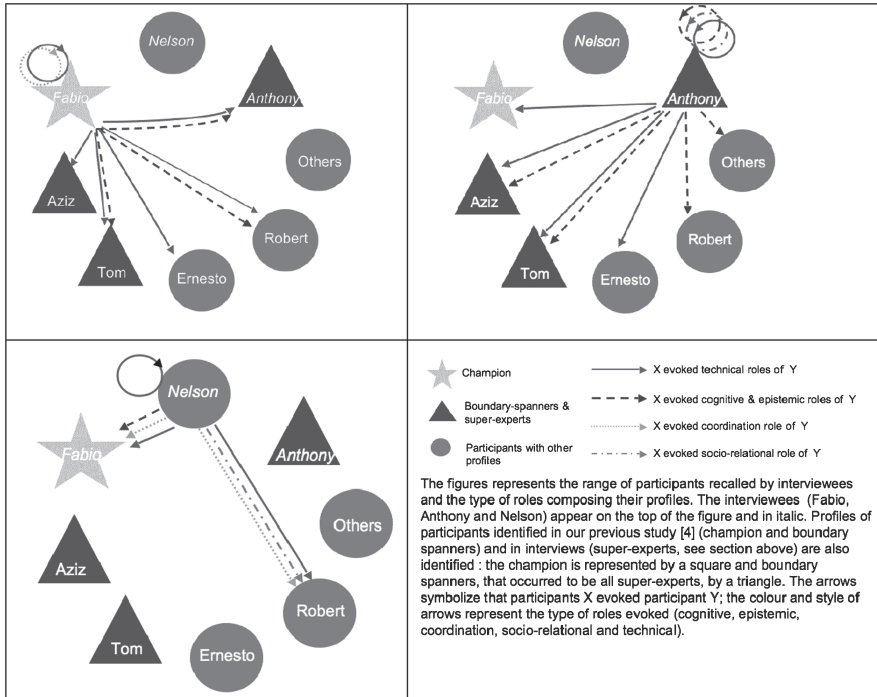 Nelson
Fabio
Anthony
Others
Aziz
Robert
Tom
Ernesto
Nelson
Fabio
Anthony
Others
Aziz
Robert
Tom
Ernesto
Nelson
Fabio
Anthony
Others
Aziz
Robert
Tom
Ernesto
Champion
Boundary-spanners &
super-experts
Participants with other
profiles
X evoked technical roles of Y
X evoked cognitive & epistemic roles of Y
X evoked coordination role of Y
X evoked socio-relational role of Y
The figures represents the range of participants recalled by interviewees
and the type of roles composing their profiles. The interviewees (Fabio,
Anthony and Nelson) appear on the top of the figure and in italic. Profiles of
participants identified in our previous study [4] (champion and boundary
spanners) and in interviews (super-experts, see section above) are also
identified : the champion is represented by a square and boundary
spanners, that occurred to be all super-experts, by a triangle. The arrows
symbolize that participants X evoked participant Y; the colour and style of
arrows represent the type of roles evoked (cognitive, epistemic,
coordination, socio-relational and technical).